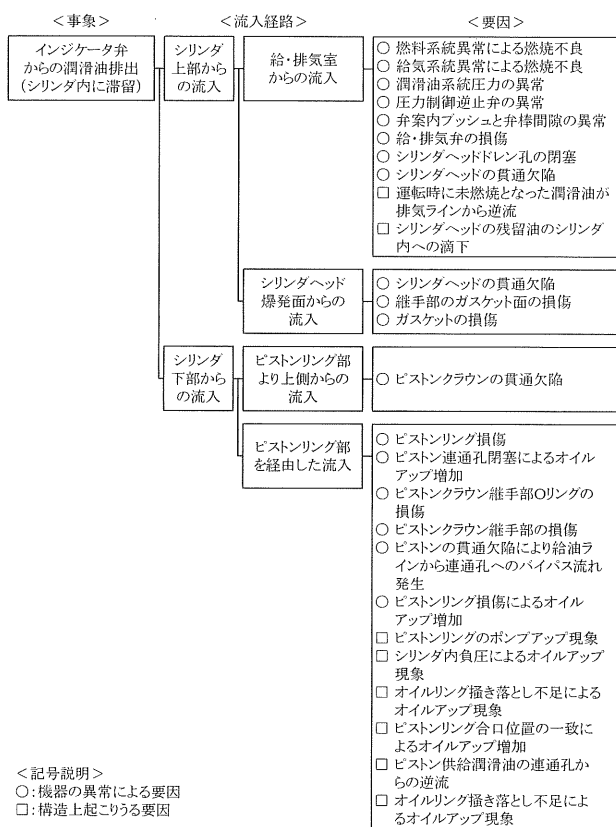 ＜事象＞
＜流入経路＞
＜要因＞
インジケータ弁
からの潤滑油排出
（シリンダ内に滞留）
シリンダ
上部から
の流入
給・排気室
からの流入
○ 燃料系統異常による燃焼不良
○ 給気系統異常による燃焼不良
○ 潤滑油系統圧力の異常
○ 圧力制御逆止弁の異常
○ 弁案内ブッシュと弁棒間隙の異常
○ 給・排気弁の損傷
○ シリンダヘッドドレン孔の閉塞
○ シリンダヘッドの貫通欠陥
□ 運転時に未燃焼となった潤滑油が
排気ラインから逆流
□ シリンダヘッドの残留油のシリンダ
内への滴下
シリンダヘッド
爆発面からの
流入
○ シリンダヘッドの貫通欠陥
○ 継手部のガスケット面の損傷
○ ガスケットの損傷
シリンダ
下部から
の流入
ピストンリング部
より上側からの
流入
○ ピストンクラウンの貫通欠陥
ピストンリング部
を経由した流入
○ ピストンリング損傷
○ ピストン連通孔閉塞によるオイル
アップ増加
○ ピストンクラウン継手部Oリングの
損傷
○ ピストンクラウン継手部の損傷
○ ピストンの貫通欠陥により給油ラ
インから連通孔へのバイパス流れ
発生
○ ピストンリング損傷によるオイル
アップ増加
□ ピストンリングのポンプアップ現象
□ シリンダ内負圧によるオイルアップ
現象
□ オイルリング掻き落とし不足による
オイルアップ現象
□ ピストンリング合口位置の一致に
よるオイルアップ増加
□ ピストン供給潤滑油の連通孔か
らの逆流
□ オイルリング掻き落とし不足によ
るオイルアップ現象
＜記号説明＞
○：機器の異常による要因
□：構造上起こりうる要因